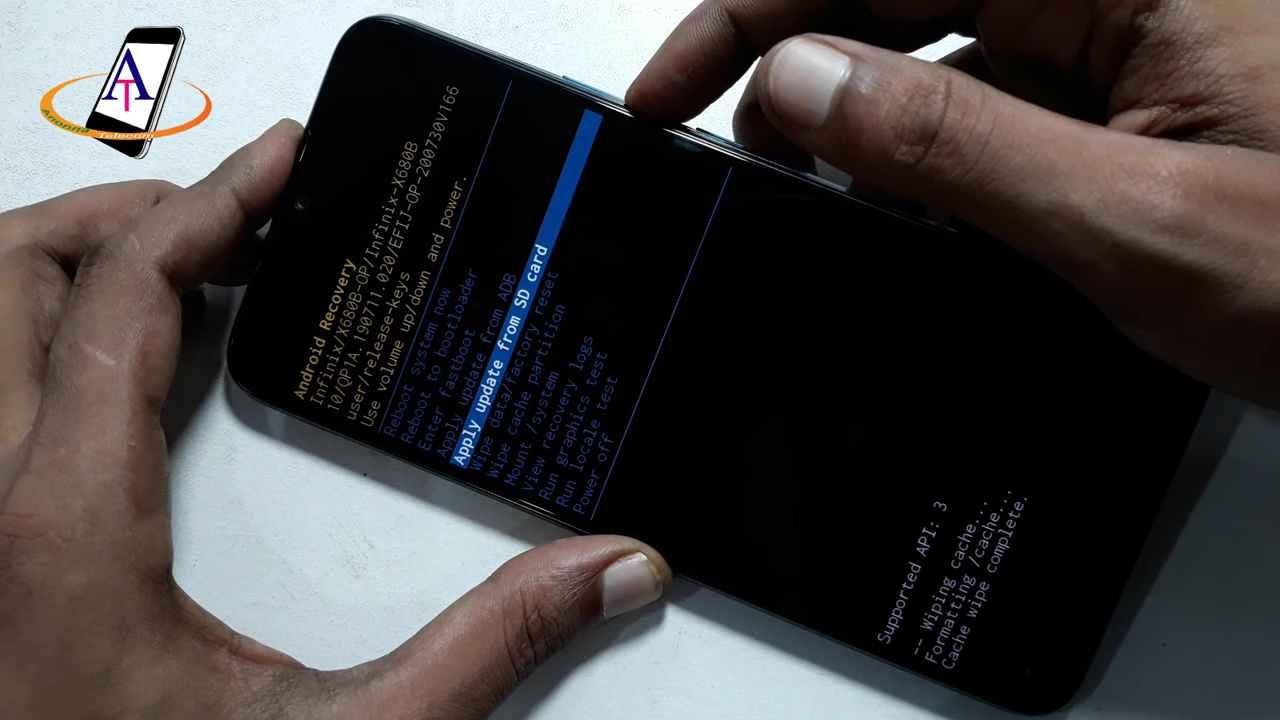 AT
Ananna
Telecom
Android Recovery
Infinix/X680B-OP/Infinix-X680B
10/QP1A.190711.020/EFIJ-OP-200730V166
user/release-keys
Use volume up/down and power.
Reboot system now
Reboot to bootloader
Enter fastboot
Apply update from ADB
Apply update from SD card
Wipe data/factory reset
Wipe cache partition
Mount /system
View recovery logs
Run graphics test
Run locale test
Power off
Supported API: 3
-- Wiping cache...
Formatting /cache...
Cache wipe complete.